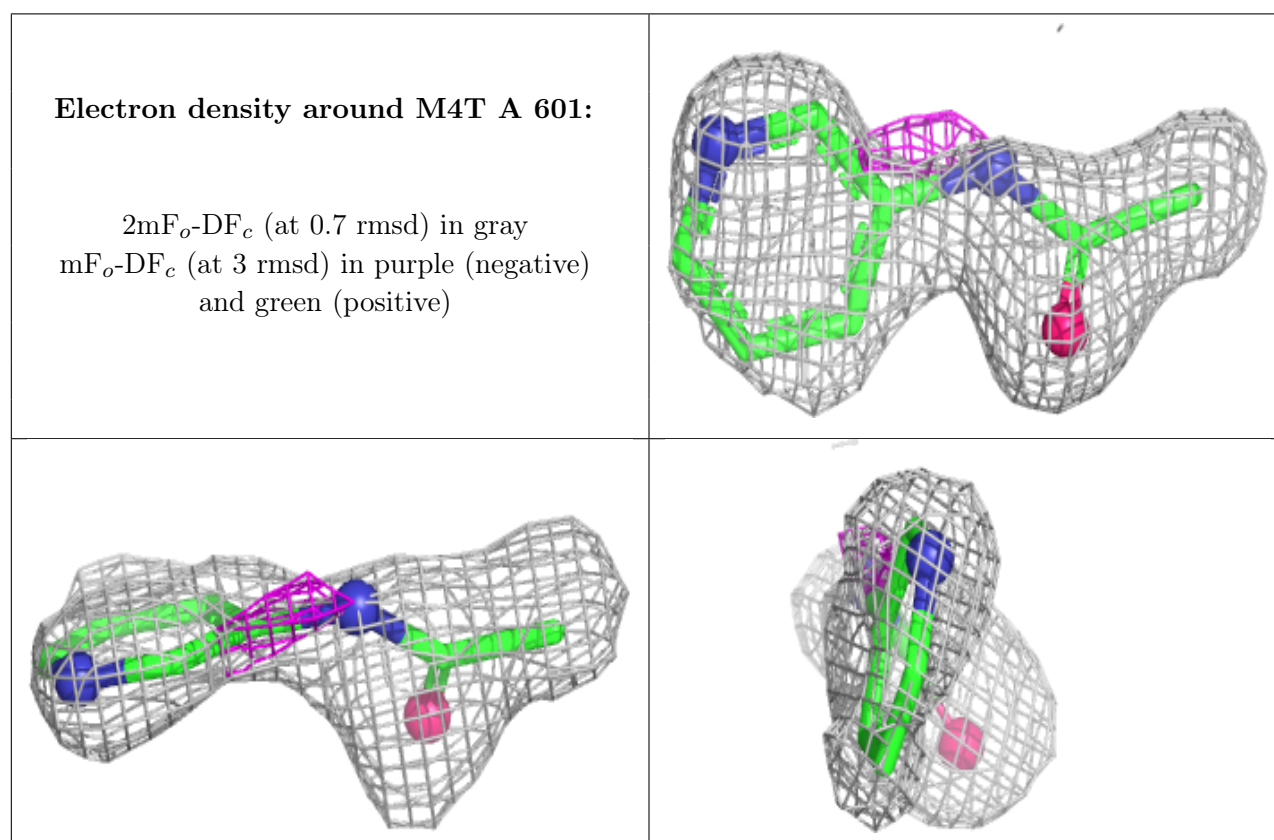 Electron density around M4T A 601:
2mFo-DFc (at 0.7 rmsd) in gray
mFo-DFc (at 3 rmsd) in purple (negative)
and green (positive)